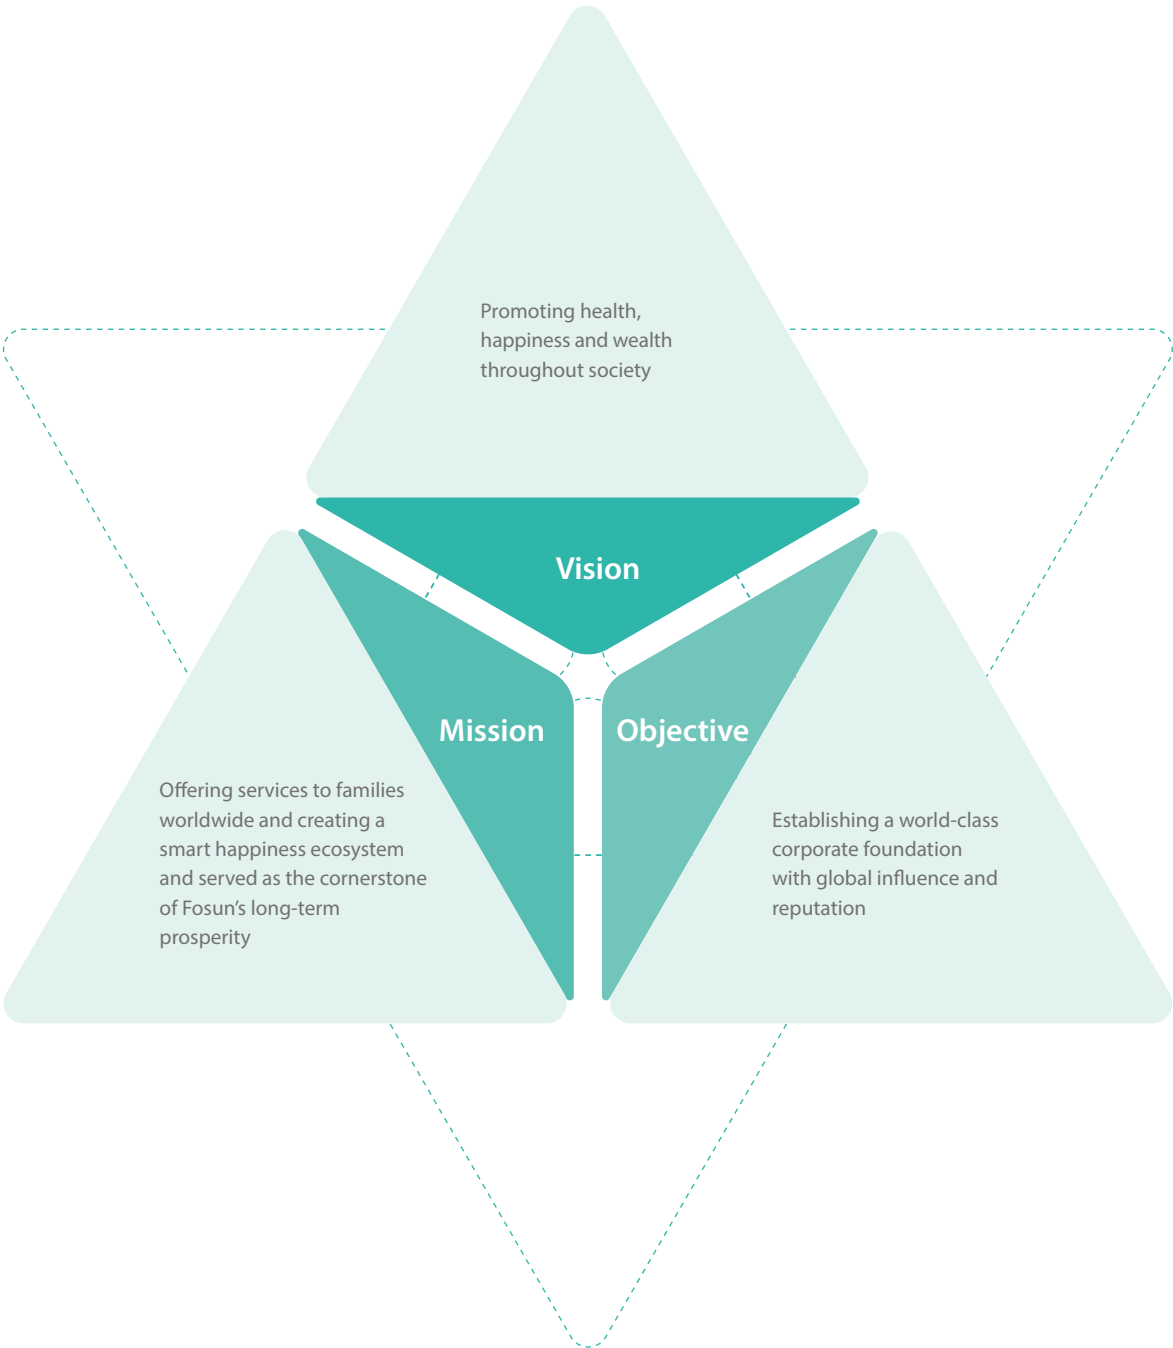 Promoting health,
happiness and wealth
throughout society
Vision
Mission
Offering services to families
worldwide and creating a
smart happiness ecosystem
and served as the cornerstone
of Fosun’s long-term
prosperity
Objective
Establishing a world-class
corporate foundation
with global influence and
reputation